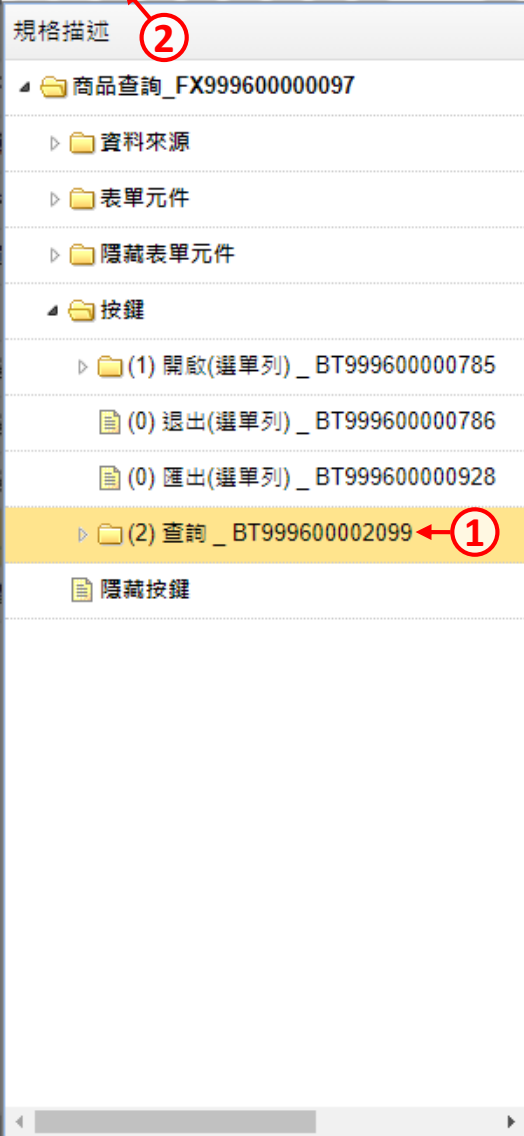 規格描述
2
商品查詢_FX999600000097
資料來源
表單元件
隱藏表單元件
按鍵
(1) 開啟(選單列) _ BT999600000785
(0) 退出(選單列) _ BT999600000786
(0) 匯出(選單列) _ BT999600000928
(2) 查詢 _ BT999600002099
1
隱藏按鍵